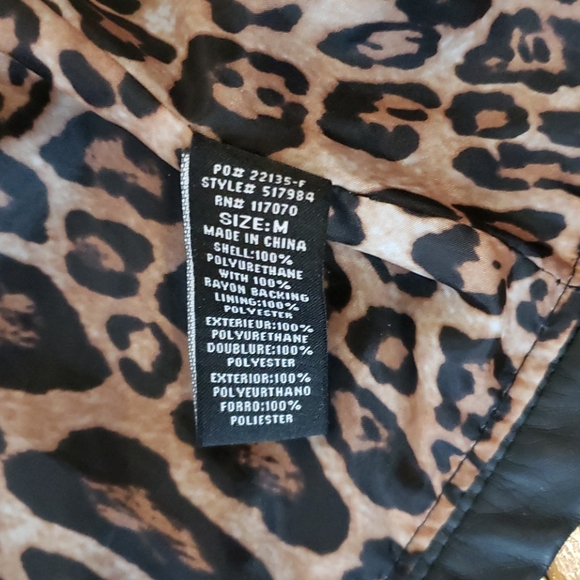 PO# 22135-F
STYLE# 517984
RN# 117070
SIZE:M
MADE IN CHINA
SHELL:100%
POLYURETHANE
WITH 100%
RAYON BACKING
LINING:100%
POLYESTER
EXTERIEUR:100%
POLYURETHANE
DOUBLURE:100%
POLYESTER
EXTERIOR:100%
POLYEURTHANO
FORRO:100%
POLIESTER